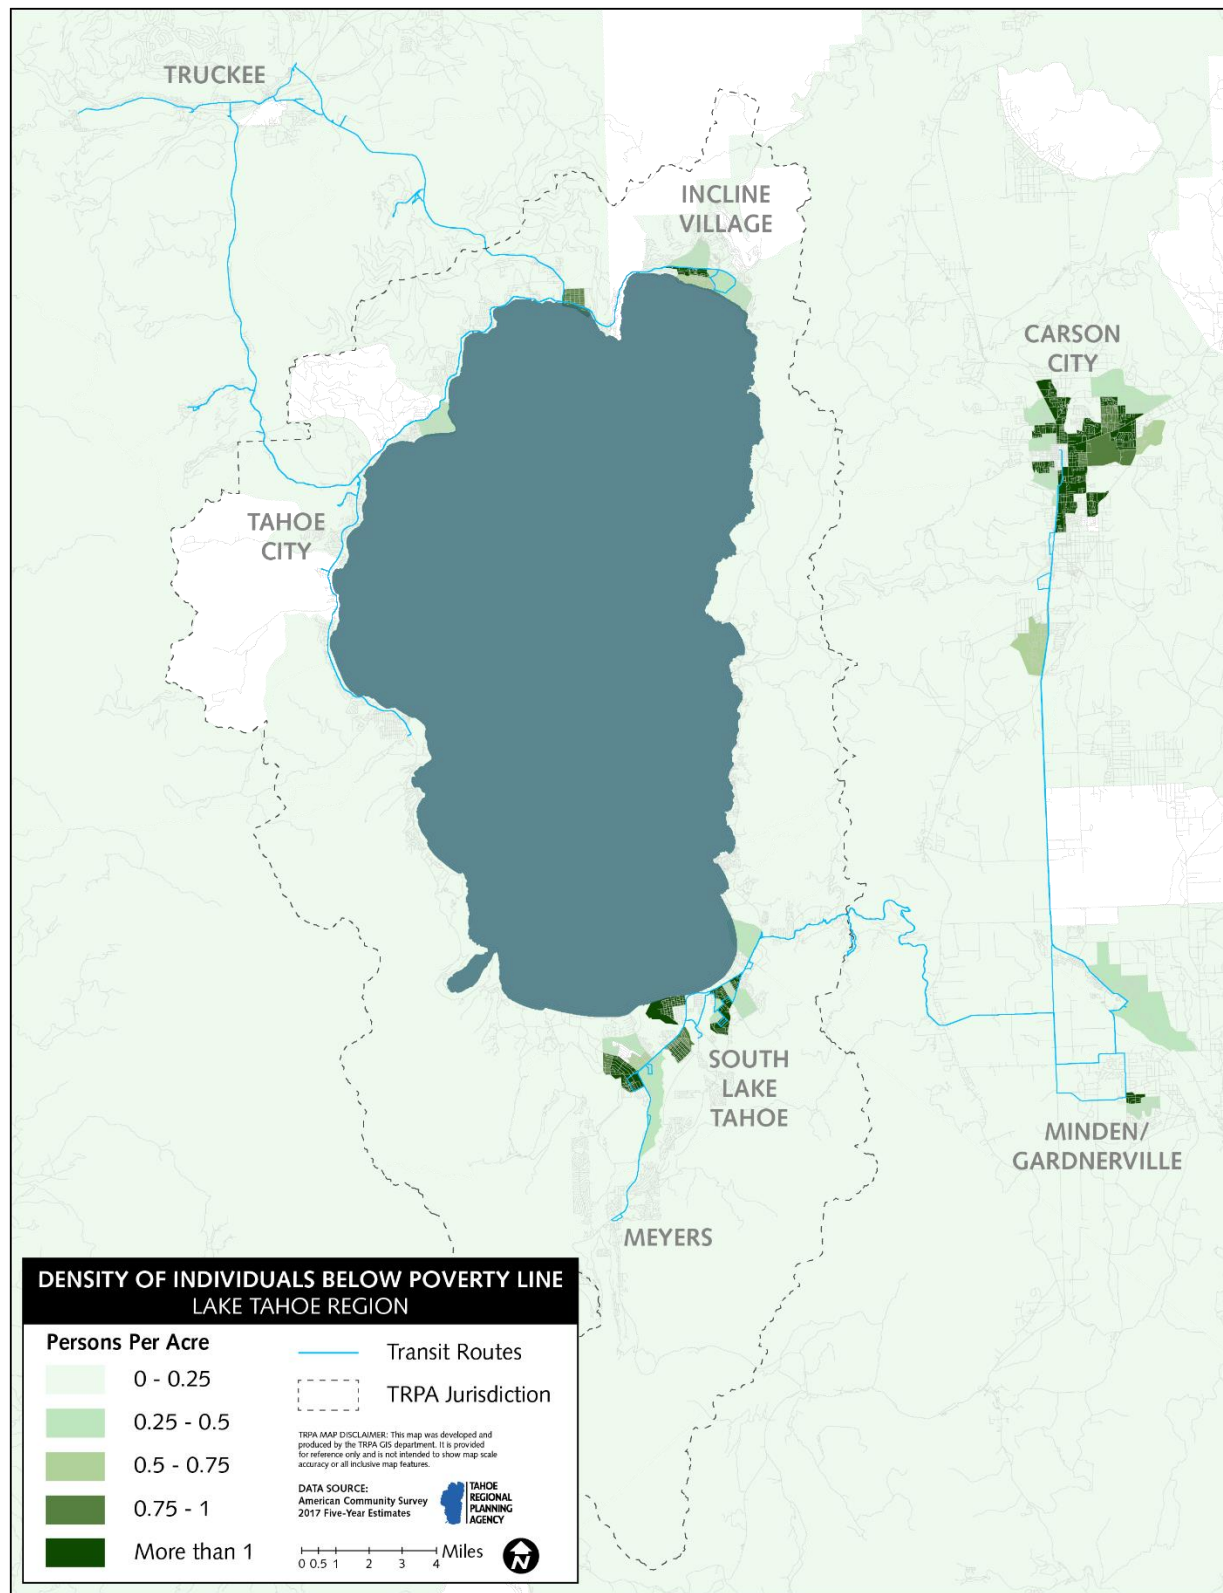 TRUCKEE
INCLINE
VILLAGE
CARSON
CITY
TAHOE
CITY
SOUTH
LAKE
TAHOE
MINDEN/
GARDNERVILLE
MEYERS
DENSITY OF INDIVIDUALS BELOW POVERTY LINE
LAKE TAHOE REGION
Persons Per Acre
0 - 0.25
0.25 - 0.5
0.5 - 0.75
0.75 - 1
More than 1
Transit Routes
TRPA Jurisdiction
TRPA MAP DISCLAIMER: This map was developed and
produced by the TRPA GIS department. It is provided
for reference only and is not intended to show map scale
accuracy or all inclusive map features.
DATA SOURCE:
American Community Survey
2017 Five-Year Estimates
TAHOE
REGIONAL
PLANNING
AGENCY
Miles
0 0.5 1 2 3 4
N